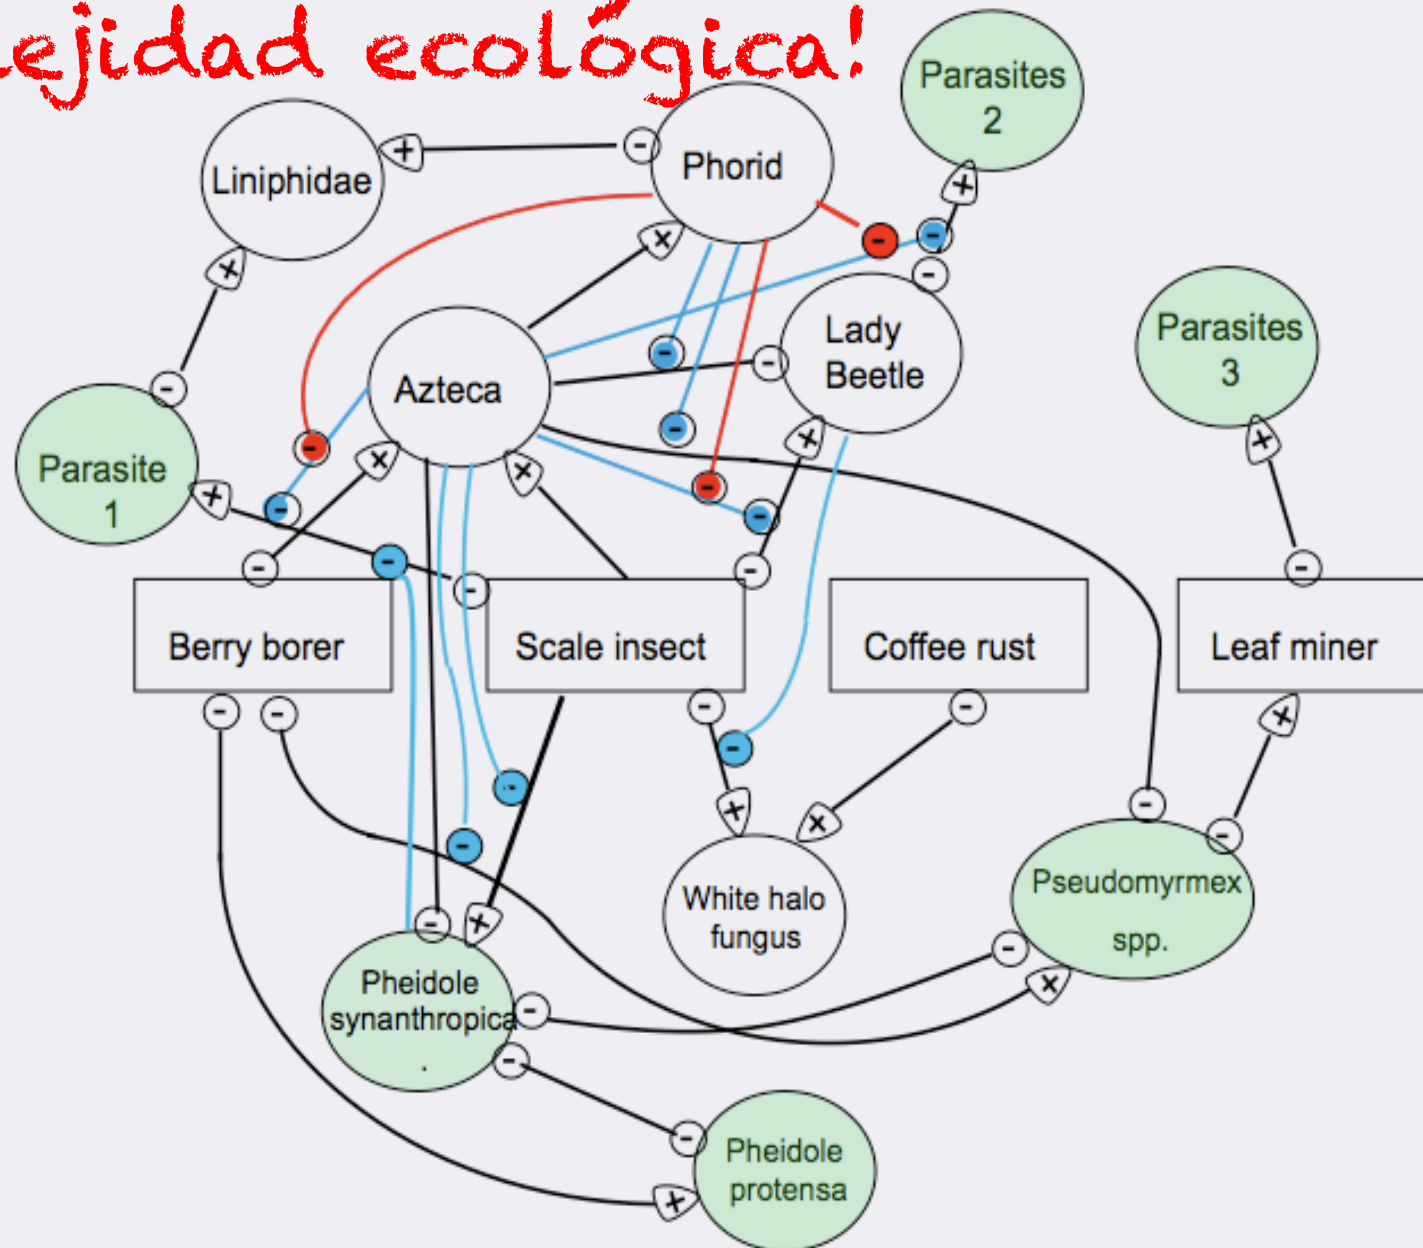 ejidad ecológica!
Parasites
2
Liniphidae
Phorid
Lady
Beetle
Parasites
3
Azteca
Parasite
1
Berry borer
Scale insect
Coffee rust
Leaf miner
White halo
fungus
Pseudomyrmex
spp.
Pheidole
synanthropica
.
Pheidole
protensa